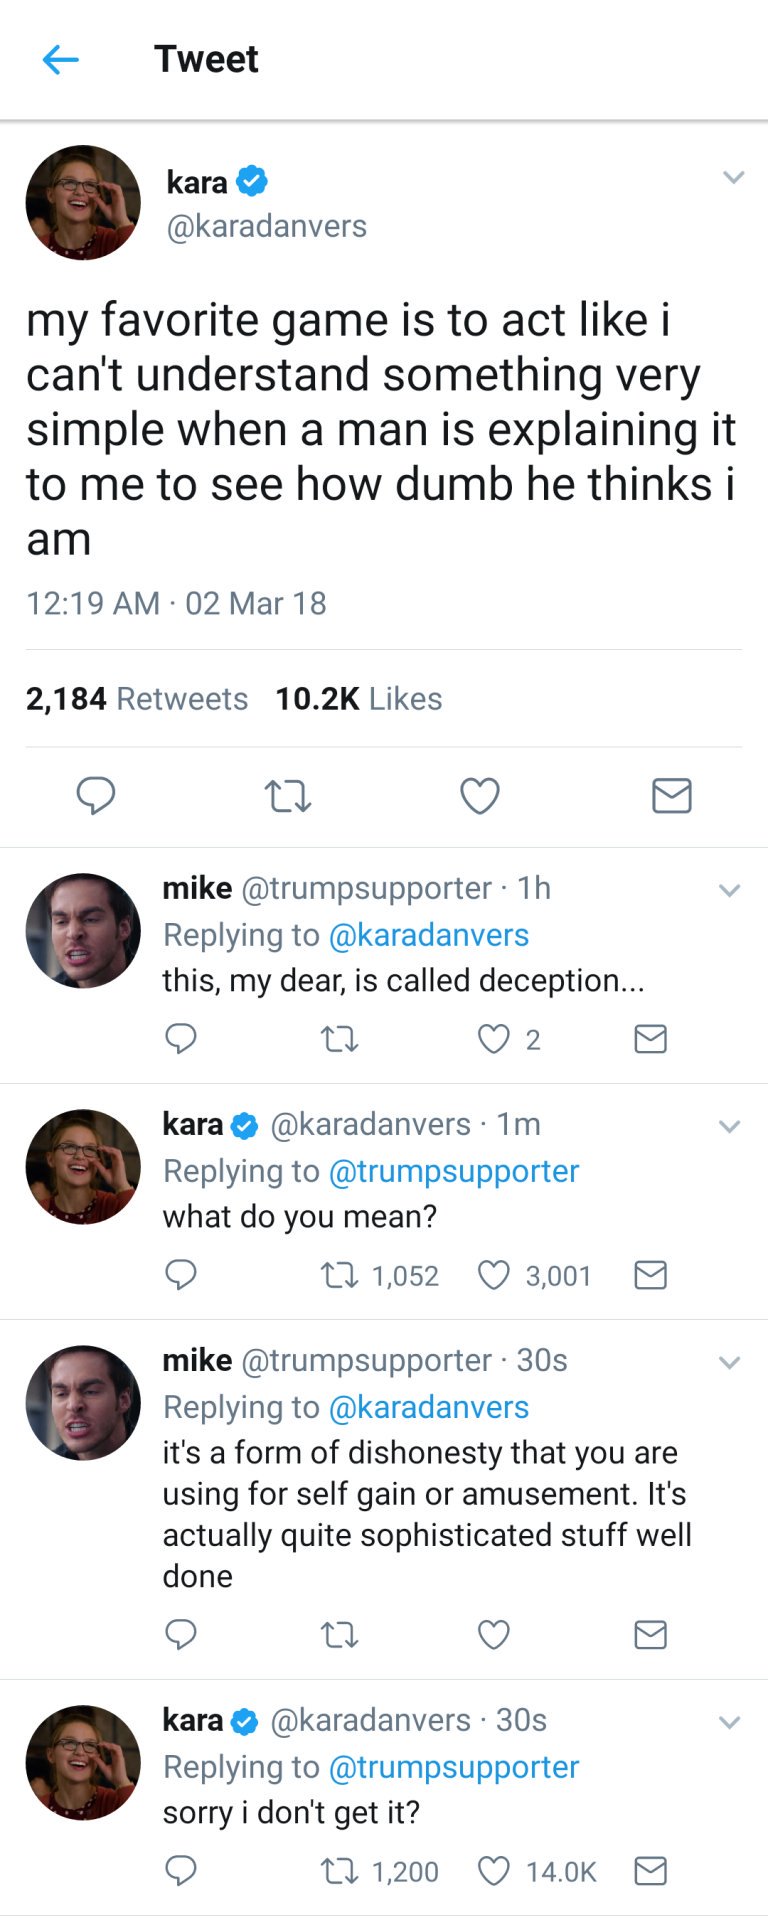 Tweet
kara
@karadanvers
my favorite game is to act like i
can't understand something very
simple when a man is explaining it
to me to see how dumb he thinks i
am
12:19 AM · 02 Mar 18
2,184 Retweets 10.2K Likes
mike @trumpsupporter · 1h
Replying to @karadanvers
this, my dear, is called deception...
2
kara @karadanvers · 1m
Replying to @trumpsupporter
what do you mean?
1,052 3,001
mike @trumpsupporter · 30s
Replying to @karadanvers
it's a form of dishonesty that you are
using for self gain or amusement. It's
actually quite sophisticated stuff well
done
kara @karadanvers · 30s
Replying to @trumpsupporter
sorry i don't get it?
1,200 14.0K